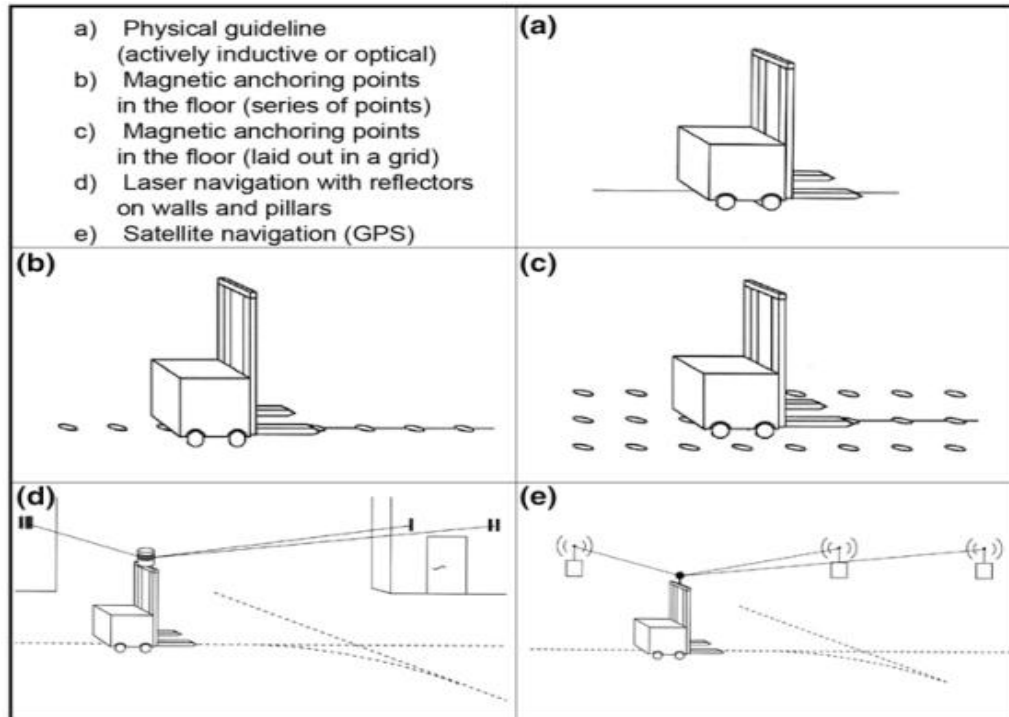 a) Physical guideline
(actively inductive or optical)
b) Magnetic anchoring points
in the floor (series of points)
c) Magnetic anchoring points
in the floor (laid out in a grid)
d) Laser navigation with reflectors
on walls and pillars
e) Satellite navigation (GPS)
(a)
(b)
(c)
(d)
(e)